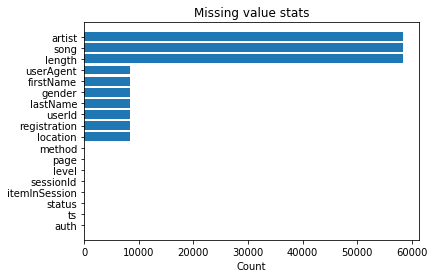 Missing value stats
artist
song
length
userAgent
firstName
gender
lastName
userId
registration
location
method
page
level
sessionId
itemInSession
status
ts
auth
0 10000 20000 30000 40000 50000 60000
Count